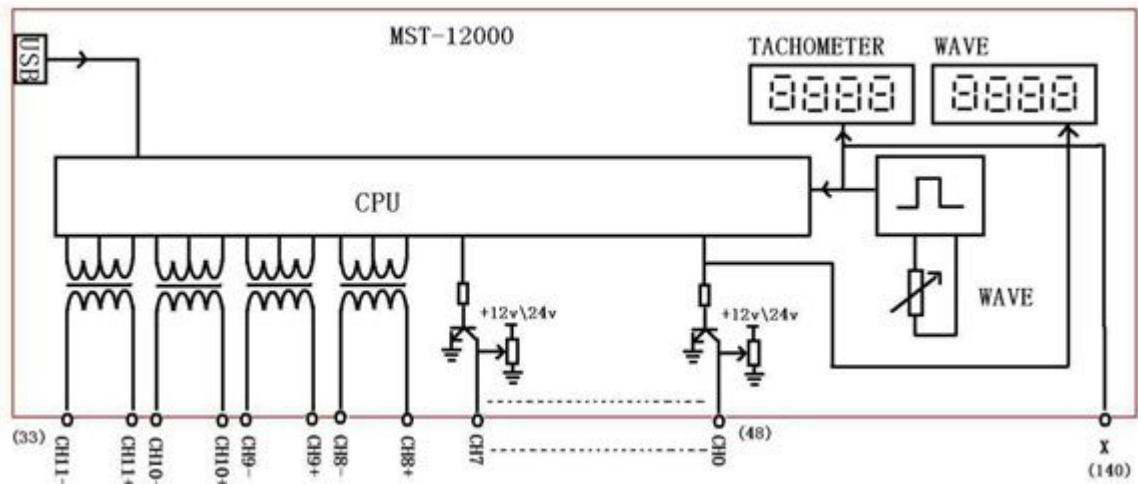 MST-12000
USB
TACHOMETER
WAVE
8888
8888
CPU
WAVE
+12v\24v
+12v\24v
(33)
CH11-
CH11+
CH10-
CH10+
CH9-
CH9+
CH8-
CH8+
CH7
CH0
(48)
X
(140)